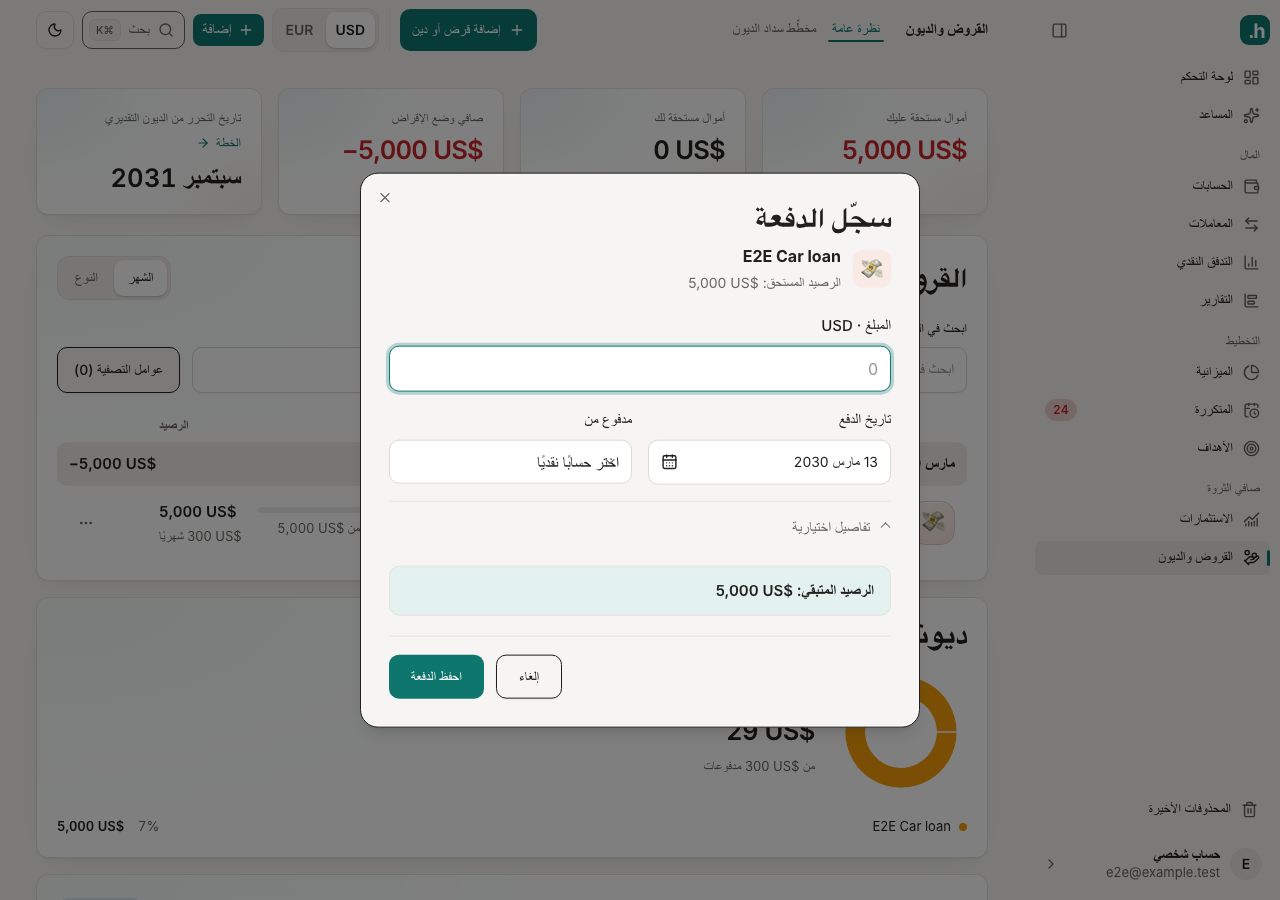 .h
القروض والديون
نظرة عامة
مخطّط سداد الديون
إضافة قرض أو دين
USD
EUR
إضافة
بحث
⌘K
لوحة التحكم
المساعد
المال
الحسابات
المعاملات
التدفق النقدي
التقارير
التخطيط
الميزانية
المتكررة
24
الأهداف
صافي الثروة
الاستثمارات
القروض والديون
المحذوفات الأخيرة
حساب شخصي
e2e@example.test
E
أموال مستحقة عليك
5,000 US$
أموال مستحقة لك
0 US$
صافي وضع الإقراض
−5,000 US$
تاريخ التحرر من الديون التقديري
الخطة
سبتمبر 2031
الشهر
النوع
عوامل التصفية (0)
الرصيد
مارس
−5,000 US$
5,000 US$
300 US$ شهريًا
من 5,000 US$
...
سجّل الدفعة
E2E Car loan
الرصيد المستحق: 5,000 US$
المبلغ · USD
0
تاريخ الدفع
13 مارس 2030
مدفوع من
اختر حسابًا نقديًا
تفاصيل اختيارية
الرصيد المتبقي: 5,000 US$
إلغاء
احفظ الدفعة
29 US$
من 300 US$ مدفوعات
E2E Car loan
7%
5,000 US$